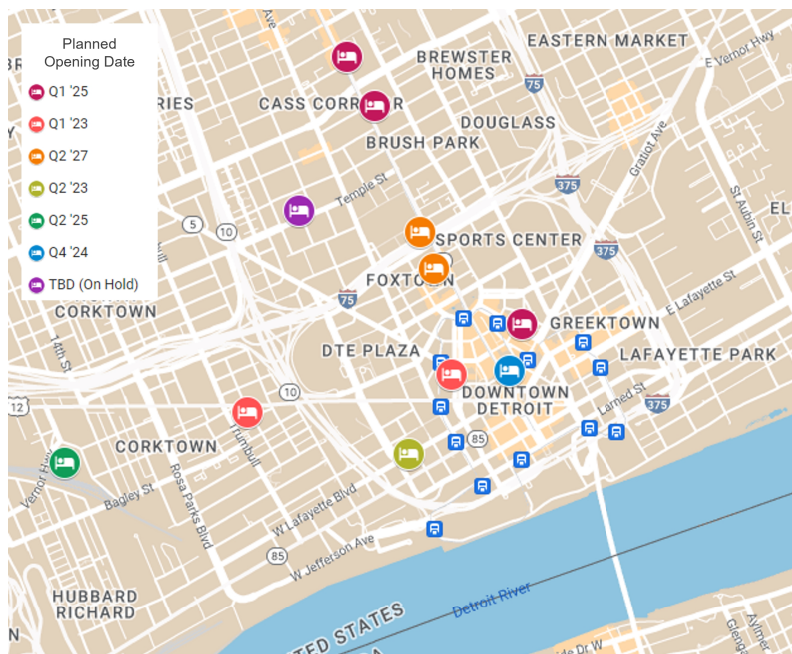 Planned
Opening Date
Q1 '25
Q1 '23
Q2 '27
Q2 '23
Q2 '25
Q4 '24
TBD (On Hold)
EASTERN MARKET
E Vernor Hwy
BREWSTER
HOMES
75
CASS
DOUGLASS
BRUSH PARK
Gratiot Ave
375
Temple St
St Aubin St
5
10
SPORTS CENTER
375
75
E Lafayette St
CORKTOWN
GREEKTOWN
14th St
DTE PLAZA
LAFAYETTE PARK
10
DOWNTOWN
DETROIT
Larned St
375
12
CORKTOWN
Trumbull
85
Vernor
Bagley St
Rosa Parks Blvd
W Lafayette Blvd
85
W Jefferson Ave
HUBBARD
RICHARD
Detroit River
STATES
Aylmer
Dr W